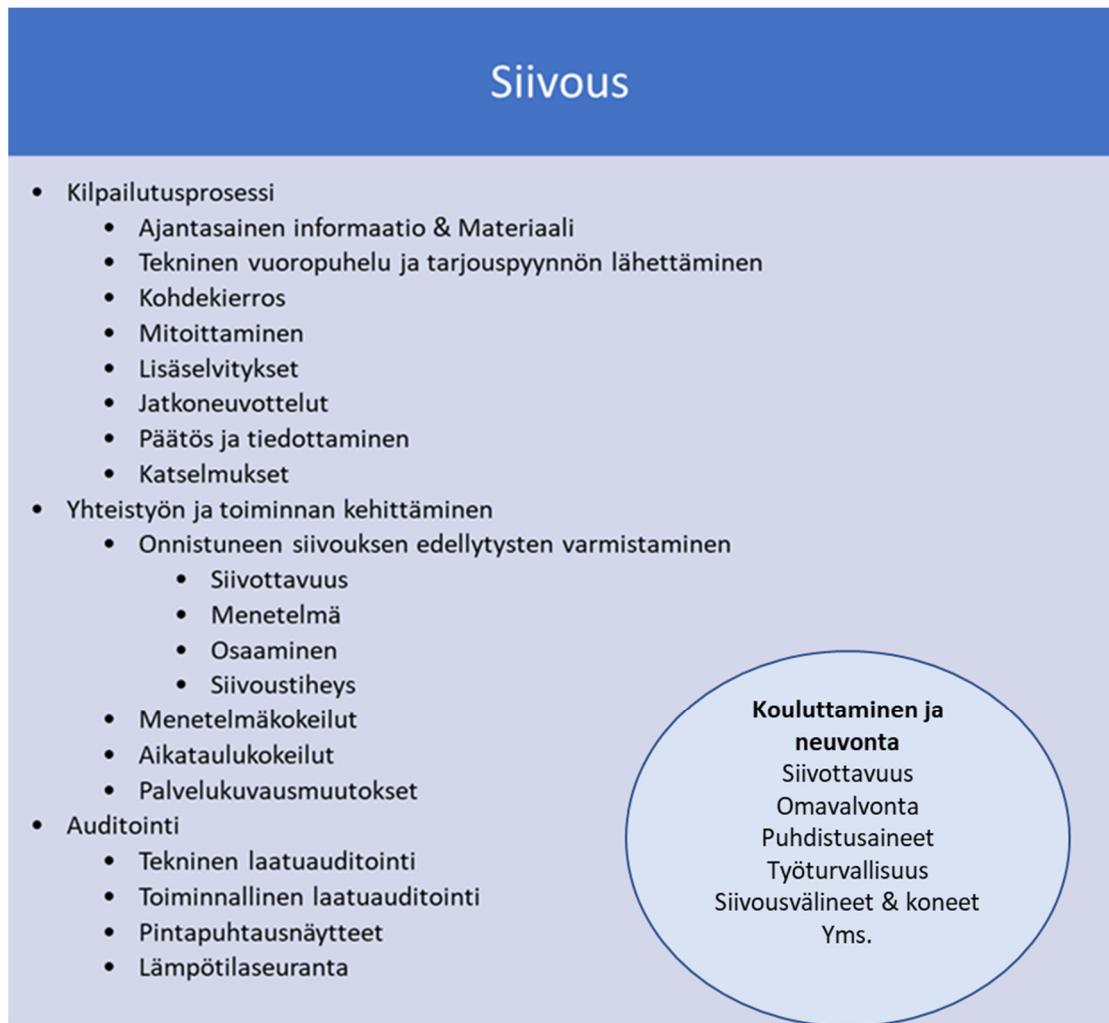 Siivous
• Kilpailutusprosessi
• Ajantasainen informaatio & Materiaali
• Tekninen vuoropuhelu ja tarjouspyynnön lähettäminen
• Kohdekierros
• Mitoittaminen
• Lisäselvitykset
• Jatkoneuvottelut
• Päätös ja tiedottaminen
• Katselmukset
• Yhteistyön ja toiminnan kehittäminen
• Onnistuneen siivouksen edellytysten varmistaminen
• Siivottavuus
• Menetelmä
• Osaaminen
• Siivoustiheys
• Menetelmäkokeilut
• Aikataulukokeilut
• Palvelukuvausmuutokset
• Auditointi
• Tekninen laatuauditointi
• Toiminnallinen laatuauditointi
• Pintapuhtausnäytteet
• Lämpötilaseuranta
Kouluttaminen ja
neuvonta
Siivottavuus
Omavalvonta
Puhdistusaineet
Työturvallisuus
Siivousvälineet & koneet
Yms.